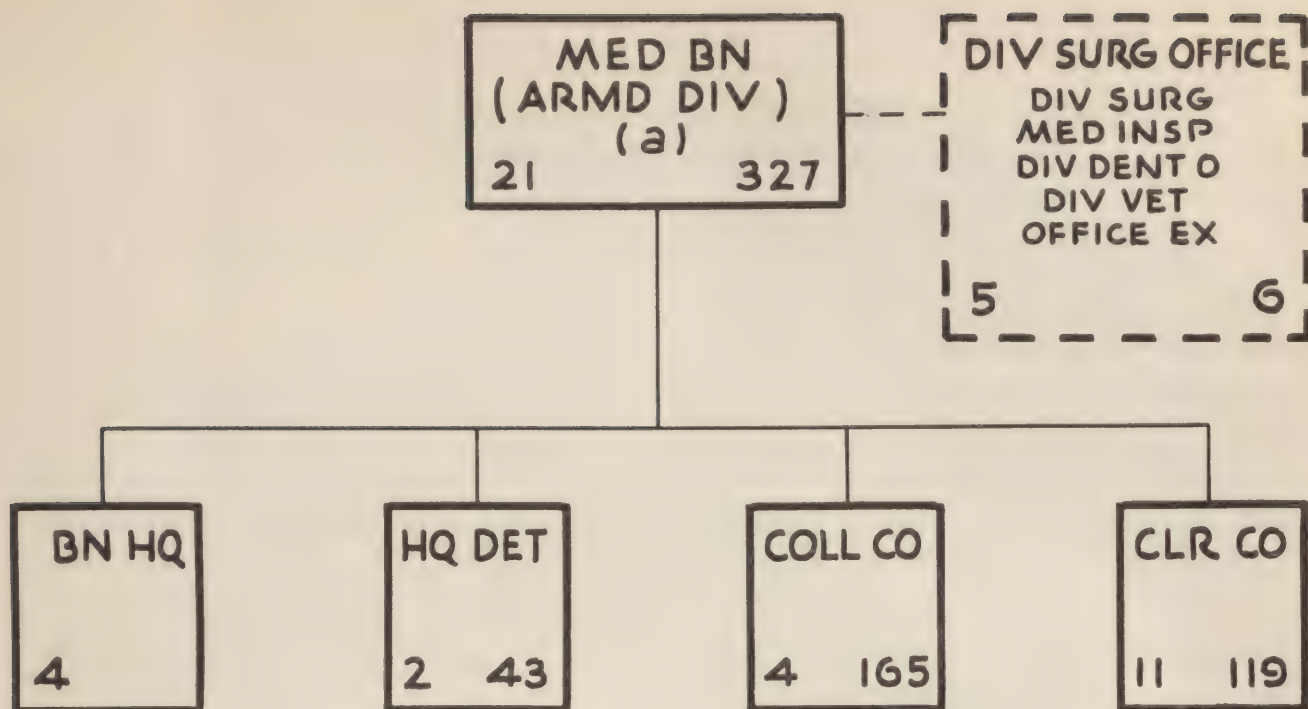 MED BN
(ARMD DIV)
(a)
21 327
DIV SURG OFFICE
DIV SURG
MED INSP
DIV DENT O
DIV VET
OFFICE EX
5 6
BN HQ
4
HQ DET
2 43
COLL CO
4 165
CLR CO
11 119